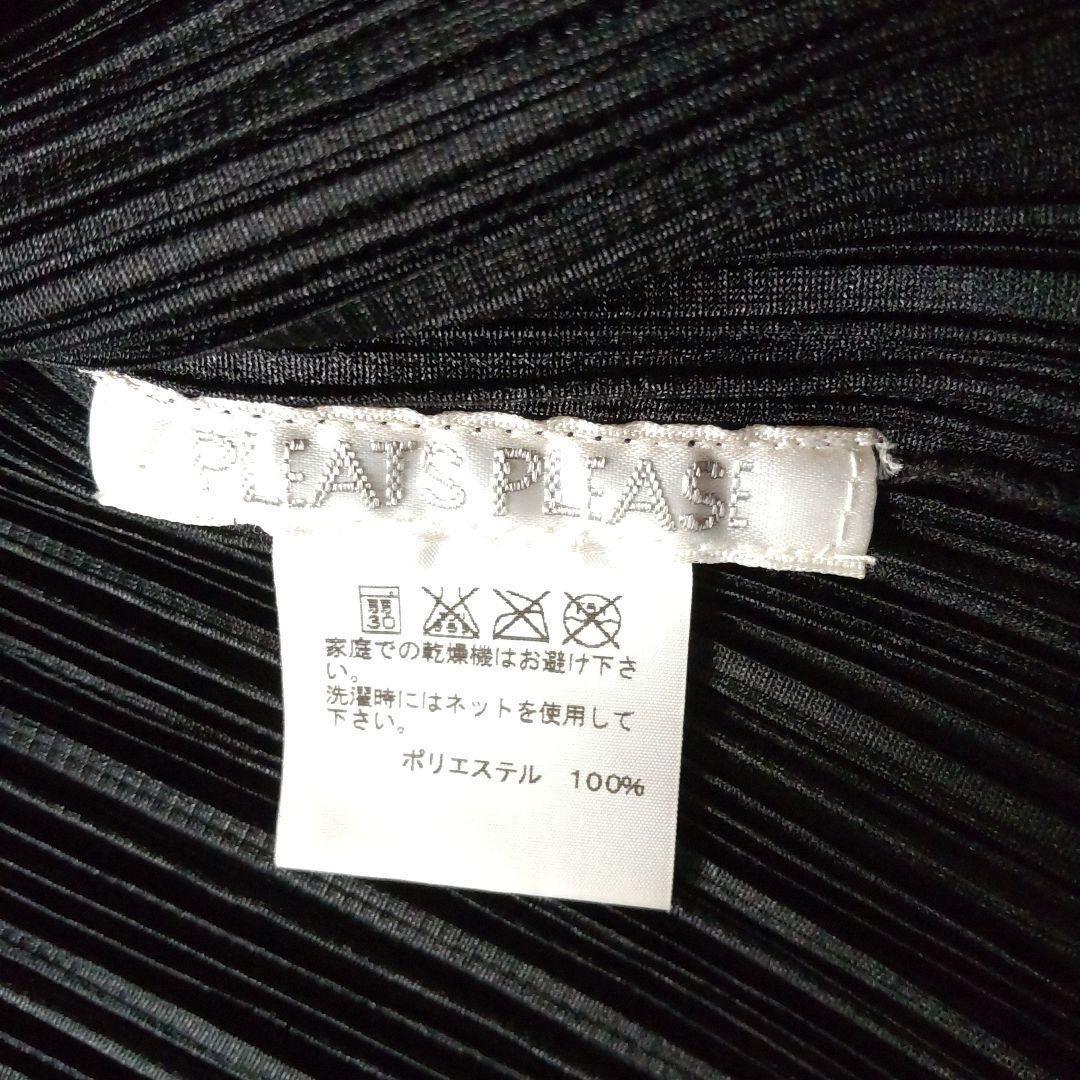 PLEATS PLEASE
弱
30
家庭での乾燥機はお避け下さ
い。
洗濯時にはネットを使用して
下さい。
ポリエステル 100%